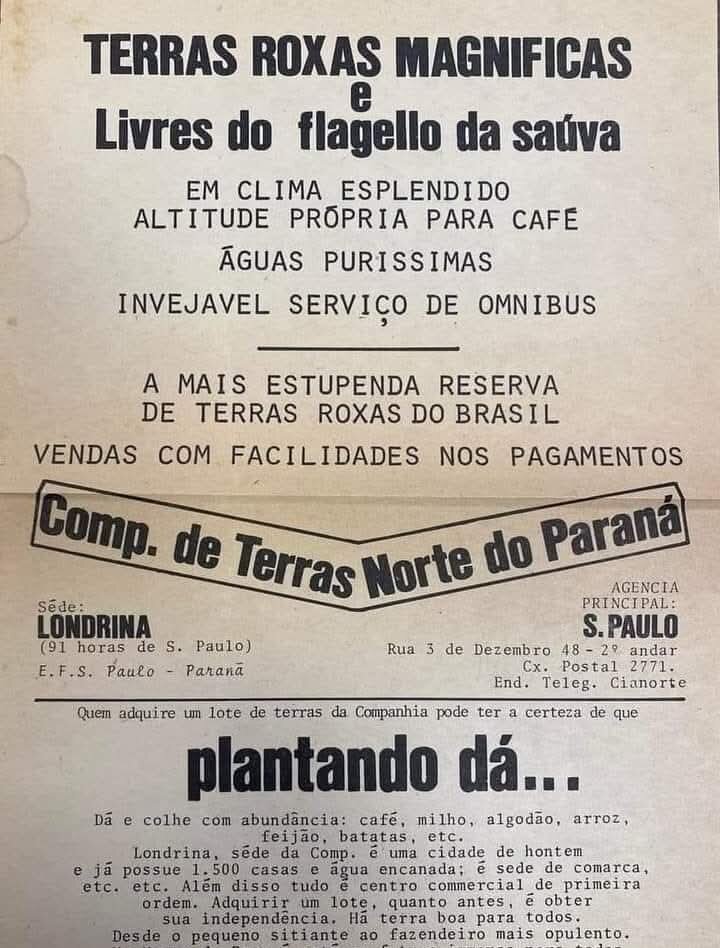 TERRAS ROXAS MAGNIFICAS
e
Livres do flagello da saúva
EM CLIMA ESPLENDIDO
ALTITUDE PRÓPRIA PARA CAFÉ
ÁGUAS PURISSIMAS
INVEJAVEL SERVIÇO DE OMNIBUS
A MAIS ESTUPENDA RESERVA
DE TERRAS ROXAS DO BRASIL
VENDAS COM FACILIDADES NOS PAGAMENTOS
Comp. de Terras Norte do Paraná
Séde:
LONDRINA
(91 horas de S. Paulo)
E.F.S. Paulo - Paraná
AGENCIA
PRINCIPAL:
S. PAULO
Rua 3 de Dezembro 48 - 2º andar
Cx. Postal 2771.
End. Teleg. Cianorte
Quem adquire um lote de terras da Companhia pode ter a certeza de que
plantando dá...
Dá e colhe com abundância: café, milho, algodão, arroz,
feijão, batatas, etc.
Londrina, séde da Comp. é uma cidade de hontem
e já possue 1.500 casas e água encanada; é sede de comarca,
etc. etc. Além disso tudo é centro commercial de primeira
ordem. Adquirir um lote, quanto antes, é obter
sua independência. Há terra boa para todos.
Desde o pequeno sitiante ao fazendeiro mais opulento.